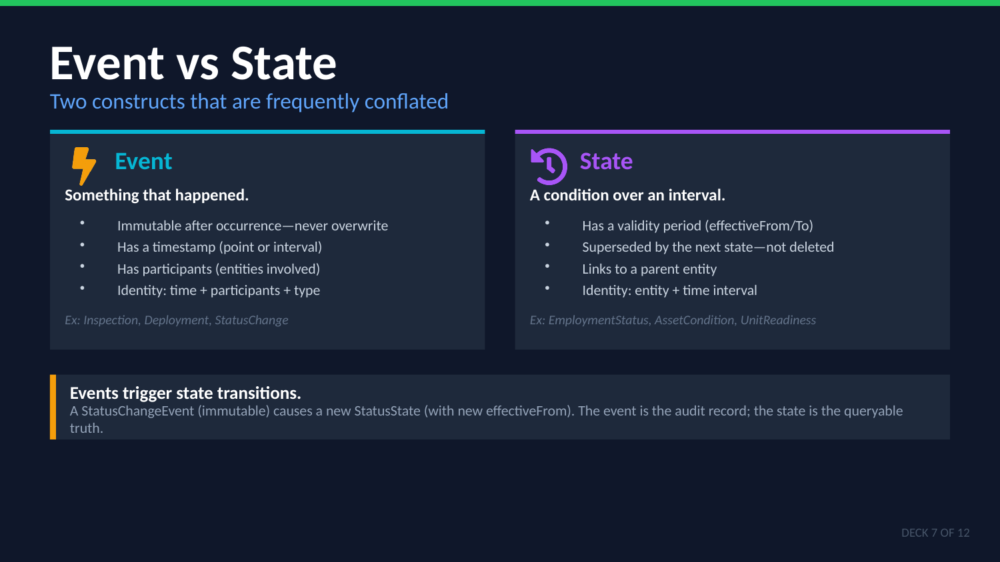 Event vs State
Two constructs that are frequently conflated
Event
Something that happened.
• Immutable after occurrence—never overwrite
• Has a timestamp (point or interval)
• Has participants (entities involved)
• Identity: time + participants + type
Ex: Inspection, Deployment, StatusChange
State
A condition over an interval.
• Has a validity period (effectiveFrom/To)
• Superseded by the next state—not deleted
• Links to a parent entity
• Identity: entity + time interval
Ex: EmploymentStatus, AssetCondition, UnitReadiness
Events trigger state transitions.
A StatusChangeEvent (immutable) causes a new StatusState (with new effectiveFrom). The event is the audit record; the state is the queryable
truth.
DECK 7 OF 12